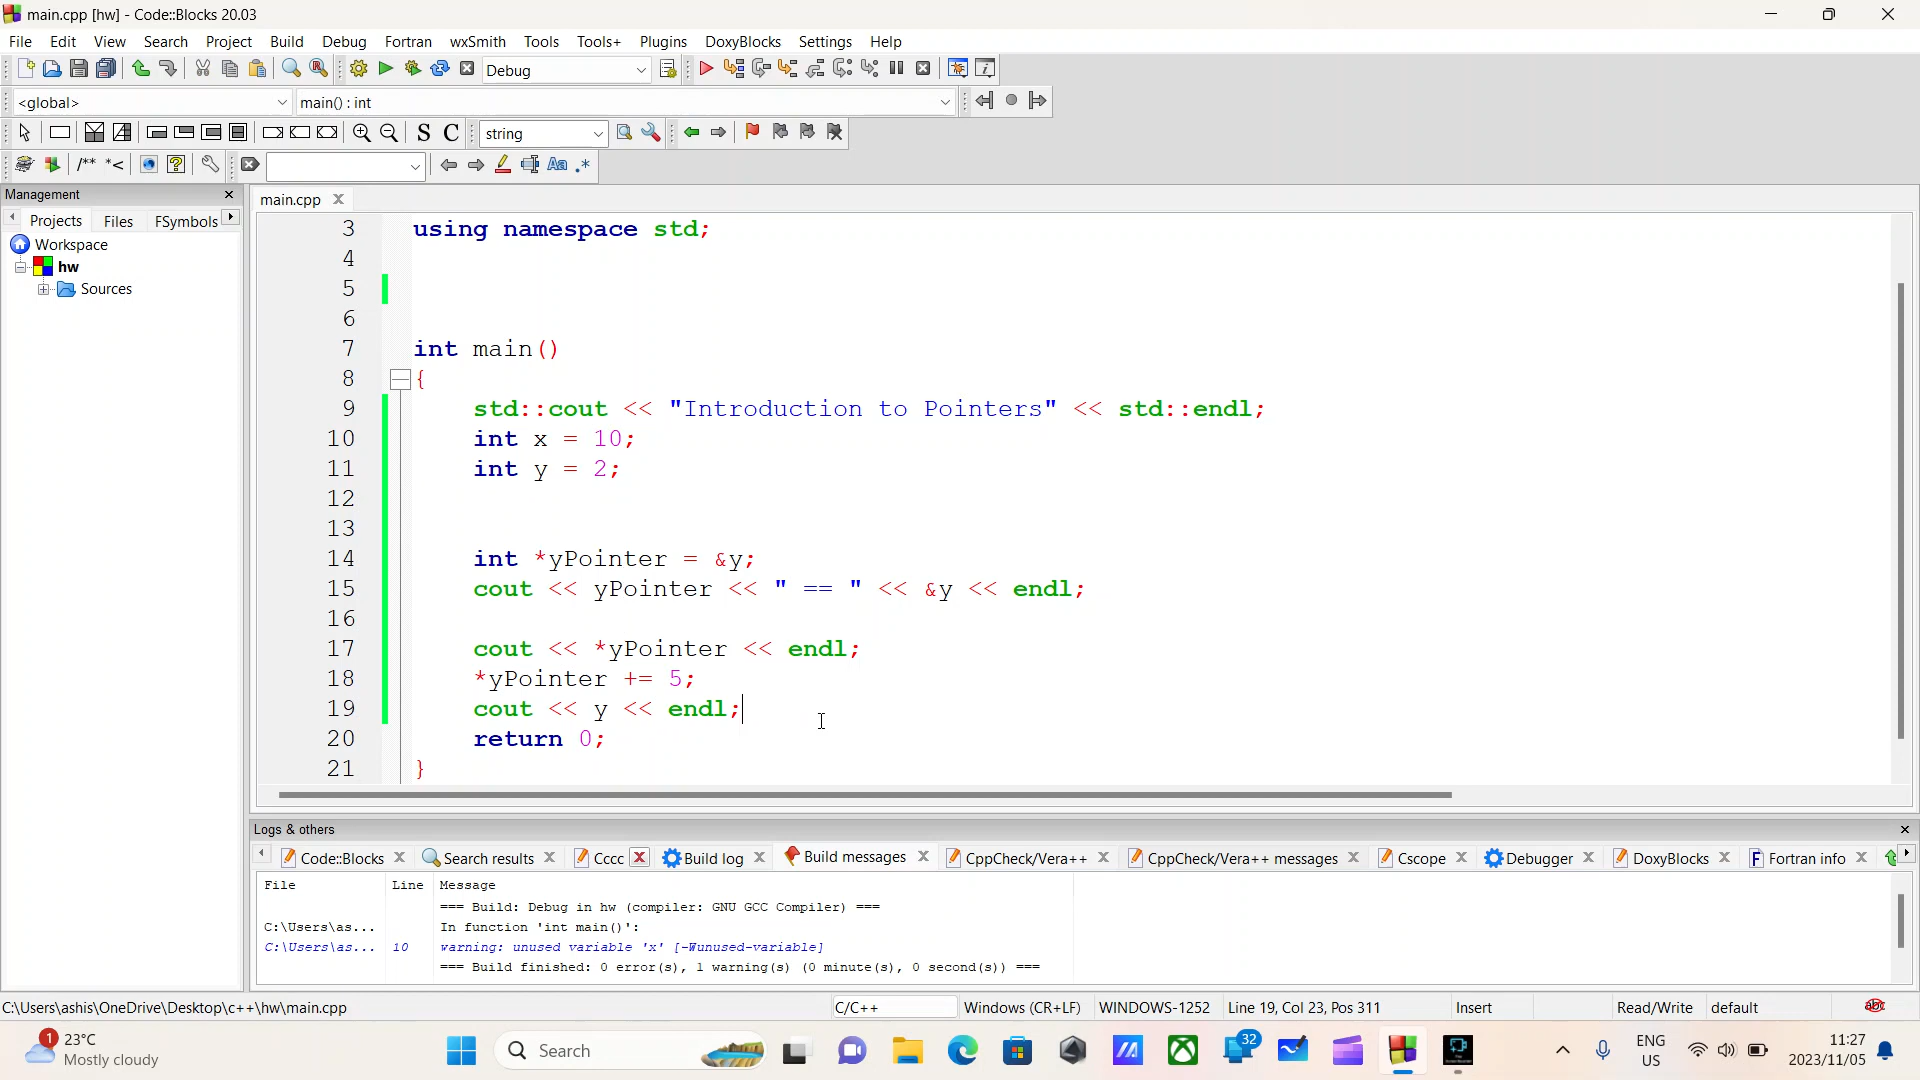 main.cpp [hw] - Code::Blocks 20.03
File Edit View Search Project Build Debug Fortran wxSmith Tools Tools+ Plugins DoxyBlocks Settings Help
Debug
<global> main() : int
S C string
/** *< Aa .*
Management
main.cpp
Projects Files FSymbols
Workspace
hw
Sources
3 using namespace std;
4
5
6
7 int main()
8 {
9 std::cout << "Introduction to Pointers" << std::endl;
10 int x = 10;
11 int y = 2;
12
13
14 int *yPointer = &y;
15 cout << yPointer << " == " << &y << endl;
16
17 cout << *yPointer << endl;
18 *yPointer += 5;
19 cout << y << endl;
20 return 0;
21 }
Logs & others
Code::Blocks Search results Cccc Build log Build messages CppCheck/Vera++ CppCheck/Vera++ messages Cscope Debugger DoxyBlocks Fortran info
File Line Message
=== Build: Debug in hw (compiler: GNU GCC Compiler) ===
C:\Users\as... In function 'int main()':
C:\Users\as... 10 warning: unused variable 'x' [-Wunused-variable]
=== Build finished: 0 error(s), 1 warning(s) (0 minute(s), 0 second(s)) ===
C:\Users\ashis\OneDrive\Desktop\c++\hw\main.cpp C/C++ Windows (CR+LF) WINDOWS-1252 Line 19, Col 23, Pos 311 Insert Read/Write default
1 23°C
Mostly cloudy
Search
32
ENG
US
11:27
2023/11/05